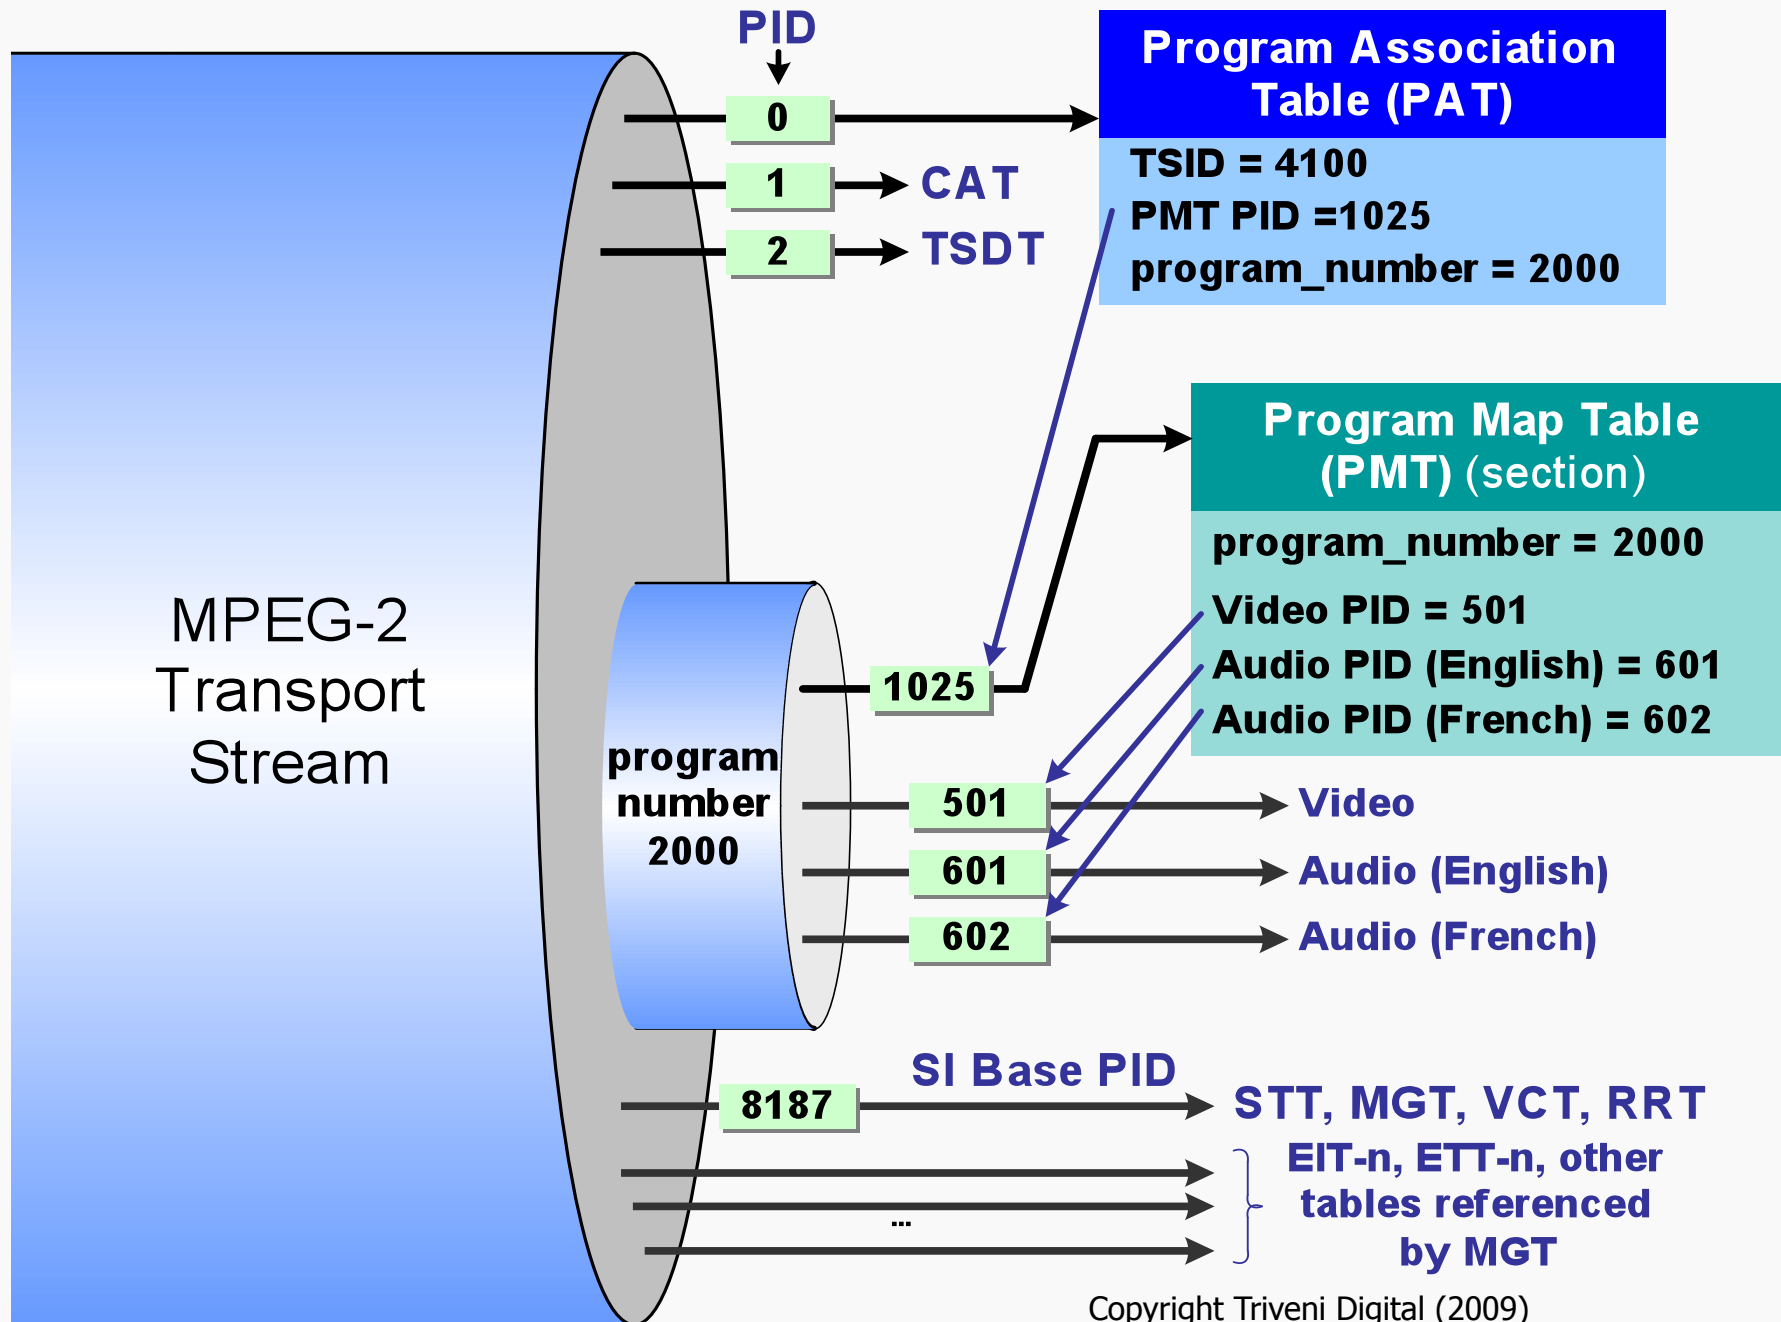 PID
0
1
2
CAT
TSDT
Program Association
Table (PAT)
TSID = 4100
PMT PID =1025
program_number = 2000
Program Map Table
(PMT) (section)
program_number = 2000
Video PID = 501
Audio PID (English) = 601
Audio PID (French) = 602
MPEG-2
Transport
Stream
program
number
2000
1025
501
Video
601
Audio (English)
602
Audio (French)
SI Base PID
8187
STT, MGT, VCT, RRT
EIT-n, ETT-n, other
tables referenced
by MGT
...
Copyright Triveni Digital (2009)